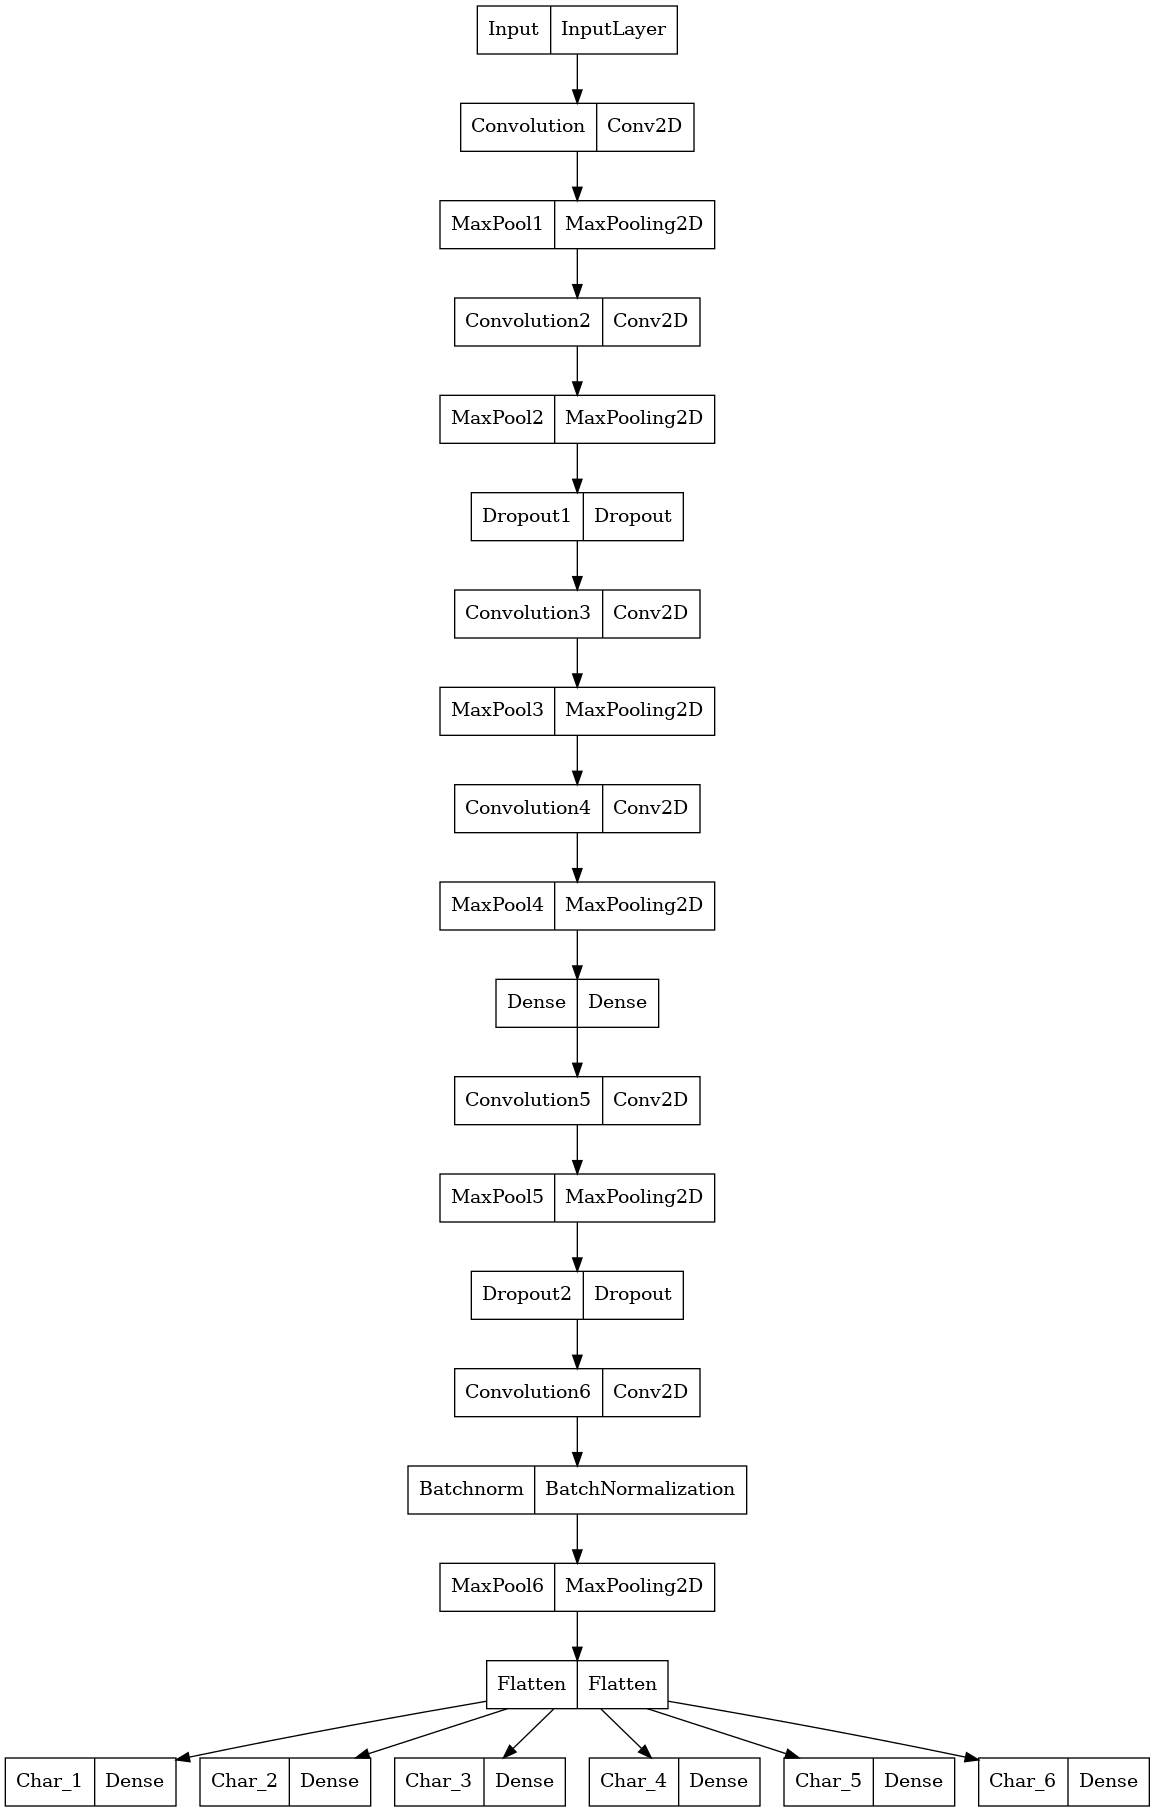 Input InputLayer
Convolution Conv2D
MaxPool1 MaxPooling2D
Convolution2 Conv2D
MaxPool2 MaxPooling2D
Dropout1 Dropout
Convolution3 Conv2D
MaxPool3 MaxPooling2D
Convolution4 Conv2D
MaxPool4 MaxPooling2D
Dense Dense
Convolution5 Conv2D
MaxPool5 MaxPooling2D
Dropout2 Dropout
Convolution6 Conv2D
Batchnorm BatchNormalization
MaxPool6 MaxPooling2D
Flatten Flatten
Char_1 Dense Char_2 Dense Char_3 Dense Char_4 Dense Char_5 Dense Char_6 Dense